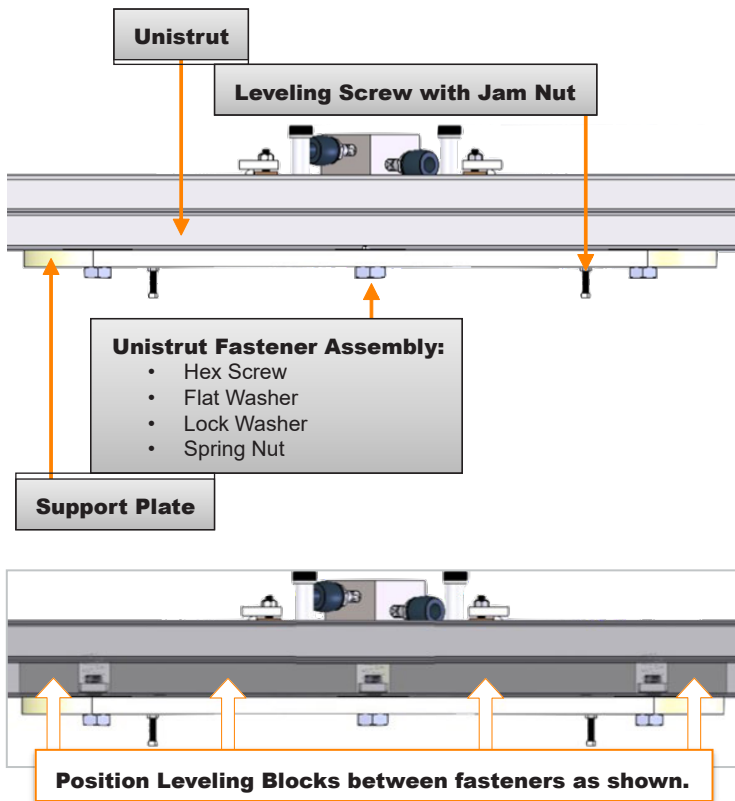 Unistrut
Leveling Screw with Jam Nut
Unistrut Fastener Assembly:
• Hex Screw
• Flat Washer
• Lock Washer
• Spring Nut
Support Plate
Position Leveling Blocks between fasteners as shown.